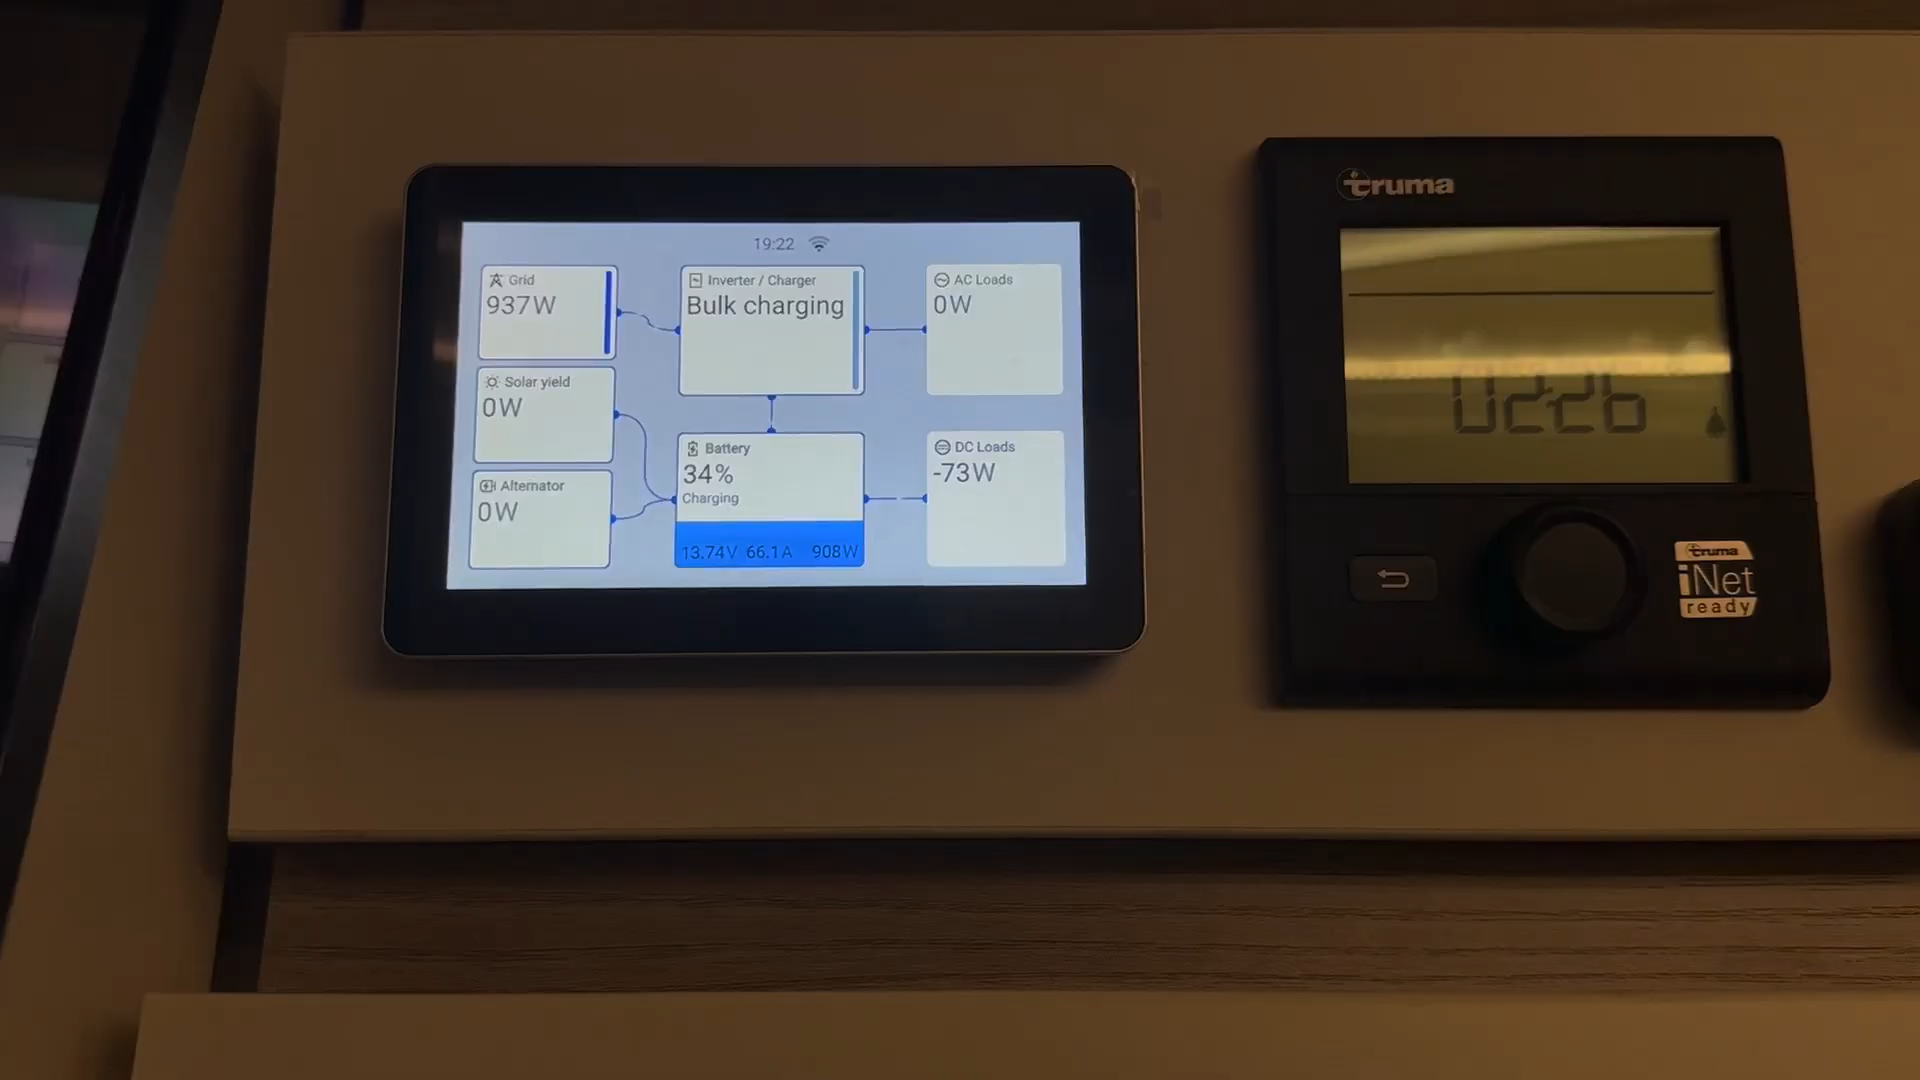 19:22
Grid
937W
Inverter / Charger
Bulk charging
AC Loads
0W
Solar yield
0W
Battery
34%
Charging
13.74V 66.1A 908W
DC Loads
-73W
Alternator
0W
truma
truma
iNet
ready